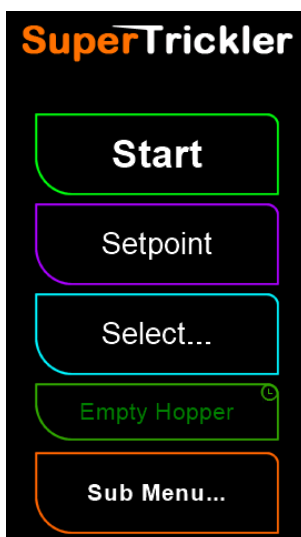 SuperTrickler
Start
Setpoint
Select...
Empty Hopper
Sub Menu...